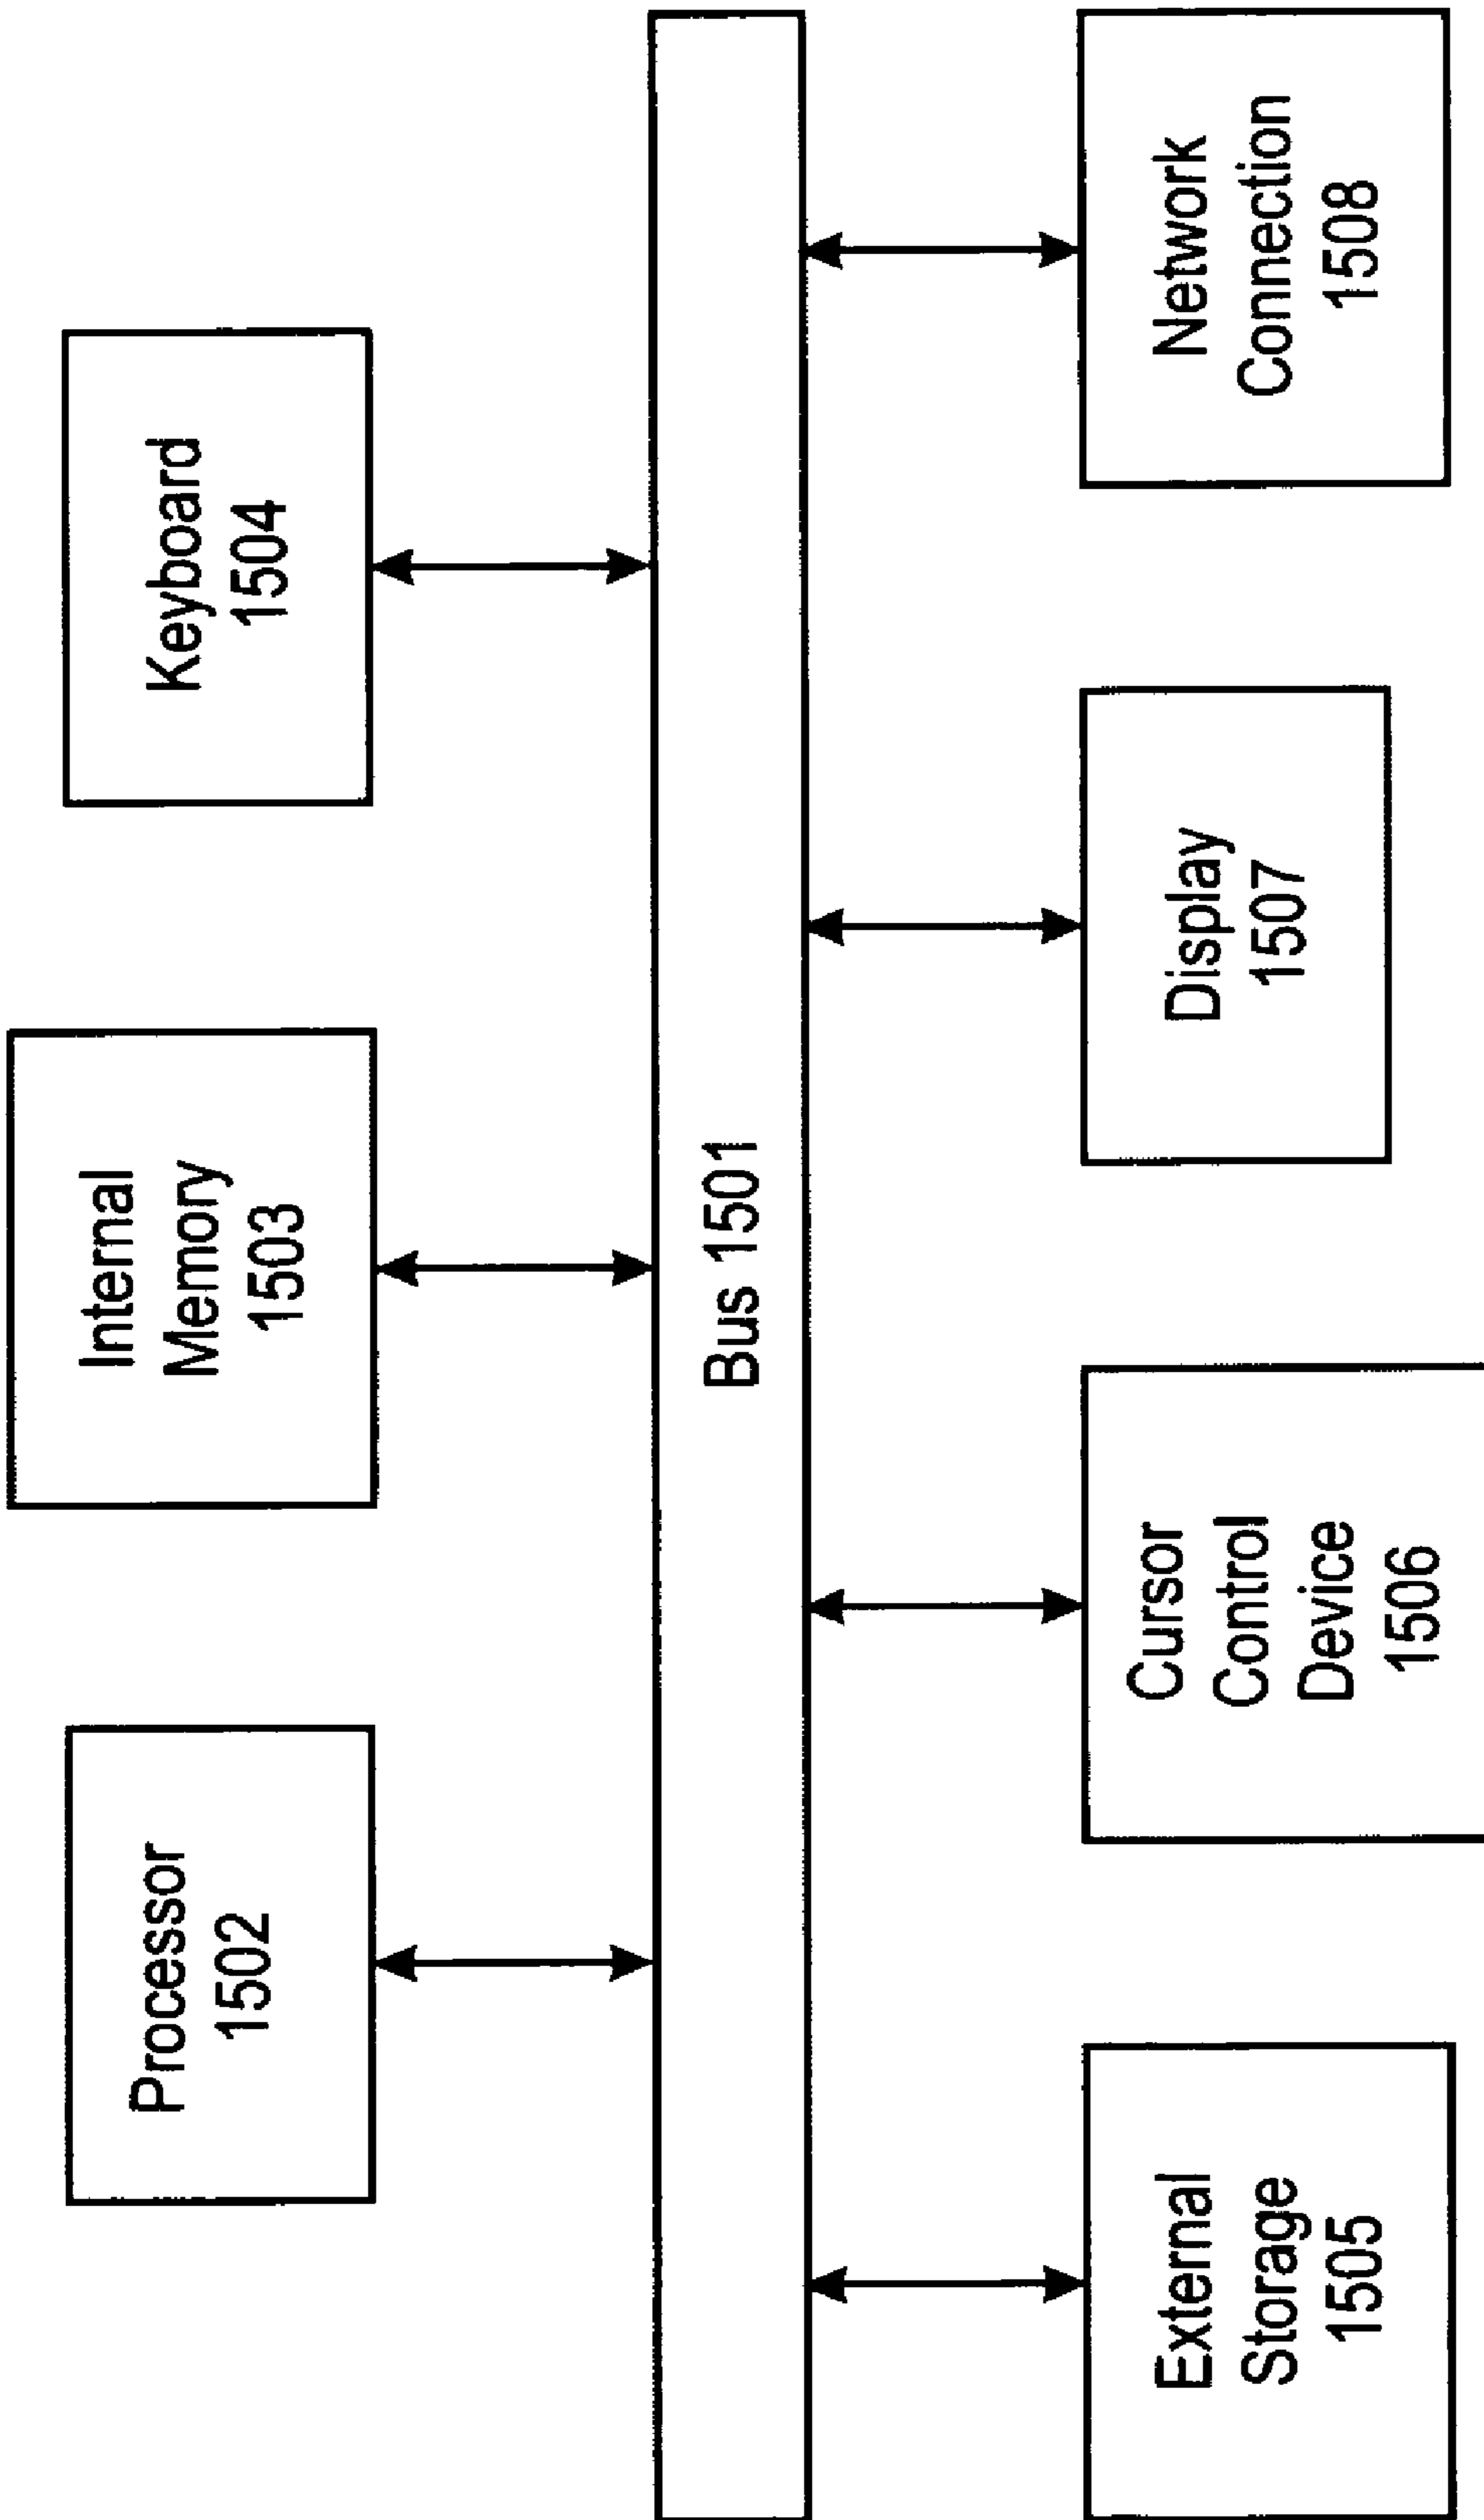 Processor
1502
Internal
Memory
1503
Keyboard
1504
Bus 1501
External
Storage
1505
Cursor
Control
Device
1506
Display
1507
Network
Connection
1508